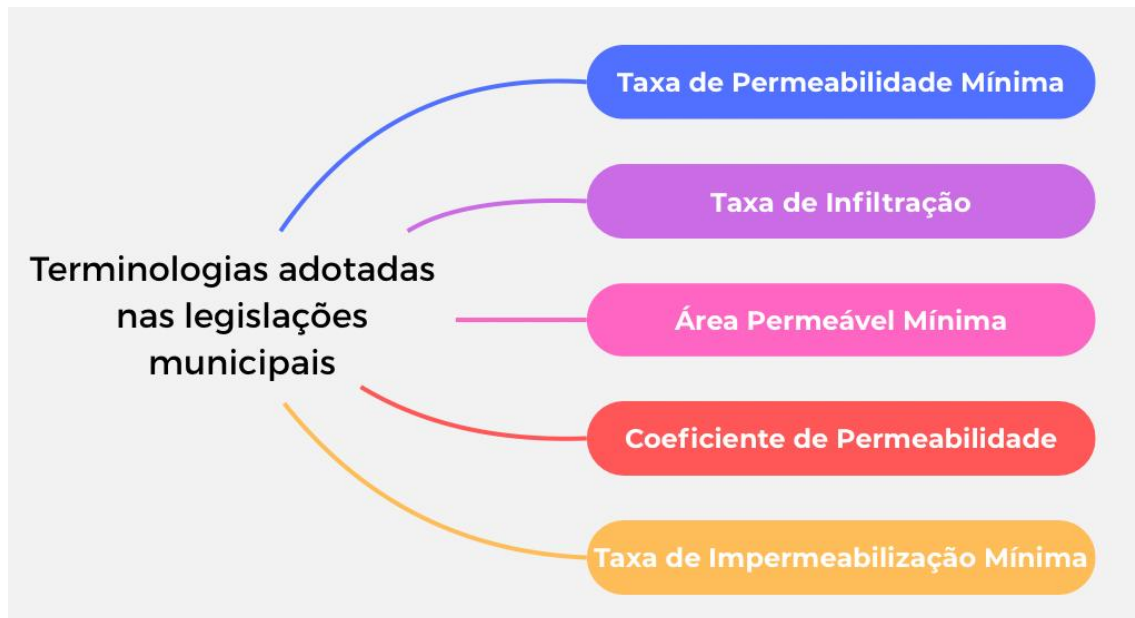 Terminologias adotadas
nas legislações
municipais
Taxa de Permeabilidade Mínima
Taxa de Infiltração
Área Permeável Mínima
Coeficiente de Permeabilidade
Taxa de Impermeabilização Mínima